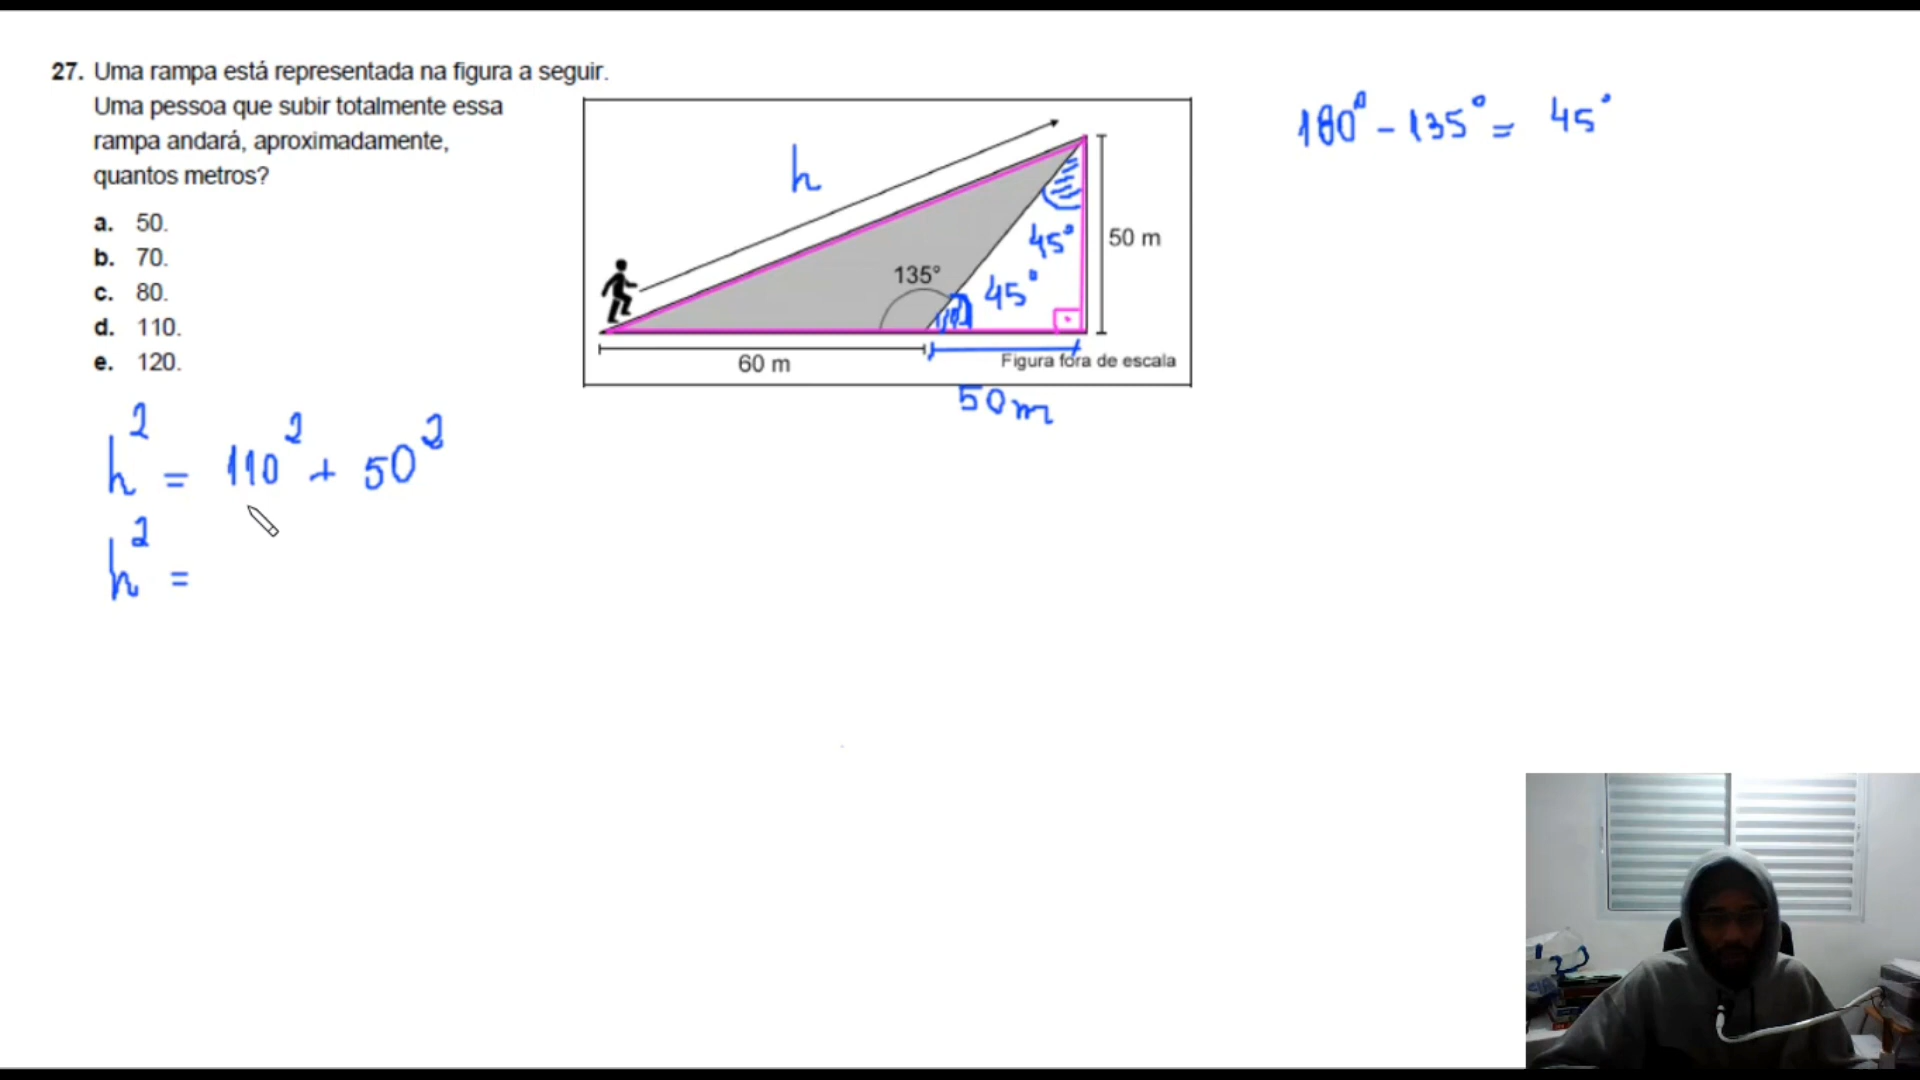 27. Uma rampa está representada na figura a seguir.
Uma pessoa que subir totalmente essa
rampa andará, aproximadamente,
quantos metros?
a. 50.
b. 70.
c. 80.
d. 110.
e. 120.
h
135°
45°
45°
50 m
60 m
Figura fora de escala
50m
180° - 135° = 45°
h² = 110² + 50²
h² =